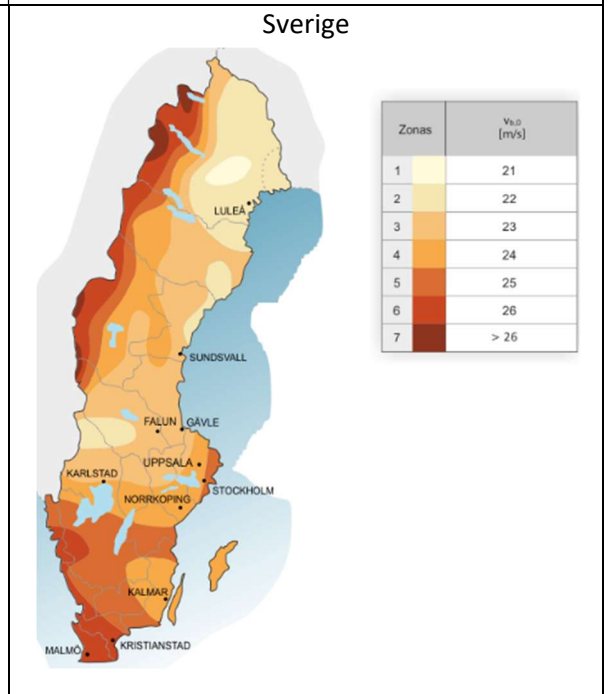 Sverige
Zonas
vb,0
[m/s]
1 21
2 22
3 23
4 24
5 25
6 26
7 > 26
LULEÅ
SUNDSVALL
FALUN
GÄVLE
UPPSALA
KARLSTAD
STOCKHOLM
NORRKOPING
KALMAR
KRISTIANSTAD
MALMÖ